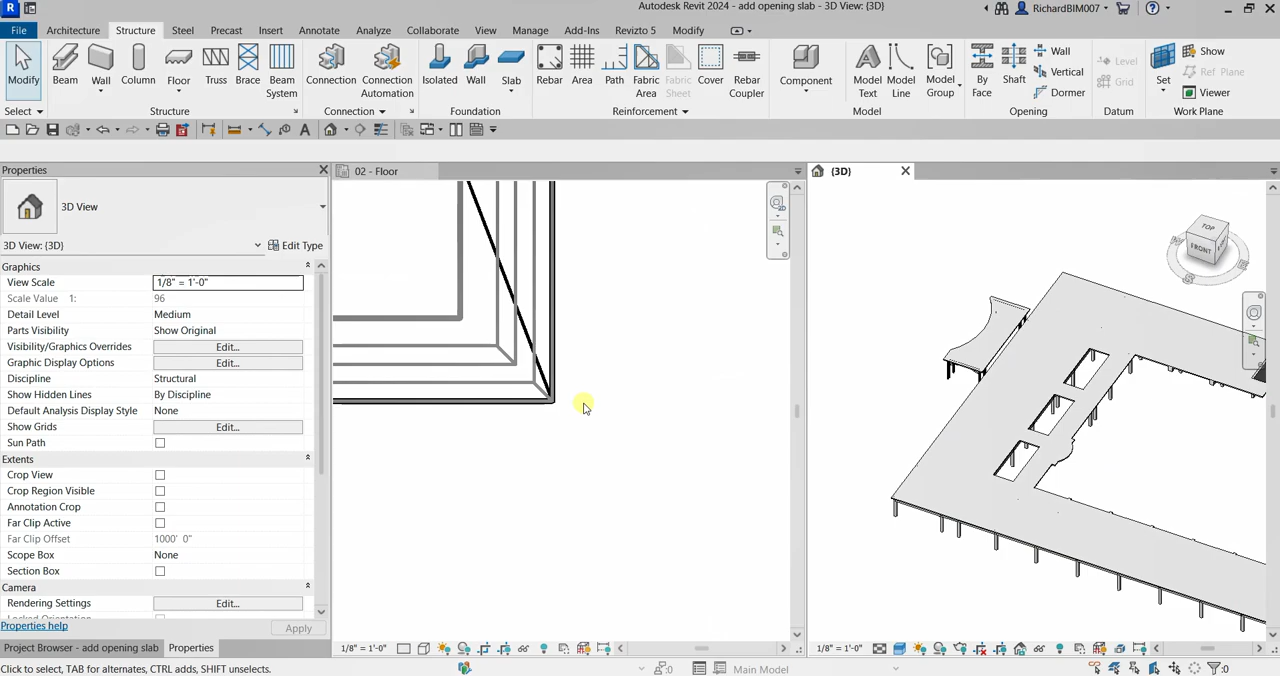 Autodesk Revit 2024 - add opening slab - 3D View: {3D}
RichardBIM007
File Architecture Structure Steel Precast Insert Annotate Analyze Collaborate View Manage Add-Ins Revizto 5 Modify
Modify Beam Wall Column Floor Truss Brace Beam System Connection Connection Automation Isolated Wall Slab Rebar Area Path Fabric Area Fabric Sheet Cover Rebar Coupler Component Model Text Model Line Model Group By Face Shaft Wall Vertical Dormer Level Grid Set Show Ref Plane Viewer
Select Structure Connection Foundation Reinforcement Model Opening Datum Work Plane
Properties
02 - Floor
{3D}
3D View
3D View: {3D} Edit Type
Graphics
View Scale 1/8" = 1'-0"
Scale Value 1: 96
Detail Level Medium
Parts Visibility Show Original
Visibility/Graphics Overrides Edit...
Graphic Display Options Edit...
Discipline Structural
Show Hidden Lines By Discipline
Default Analysis Display Style None
Show Grids Edit...
Sun Path
Extents
Crop View
Crop Region Visible
Annotation Crop
Far Clip Active
Far Clip Offset 1000' 0"
Scope Box None
Section Box
Camera
Rendering Settings Edit...
Locked Orientation
Properties help Apply
Project Browser - add opening slab Properties
1/8" = 1'-0"
1/8" = 1'-0"
TOP
FRONT
Click to select, TAB for alternates, CTRL adds, SHIFT unselects.
:0
Main Model
:0